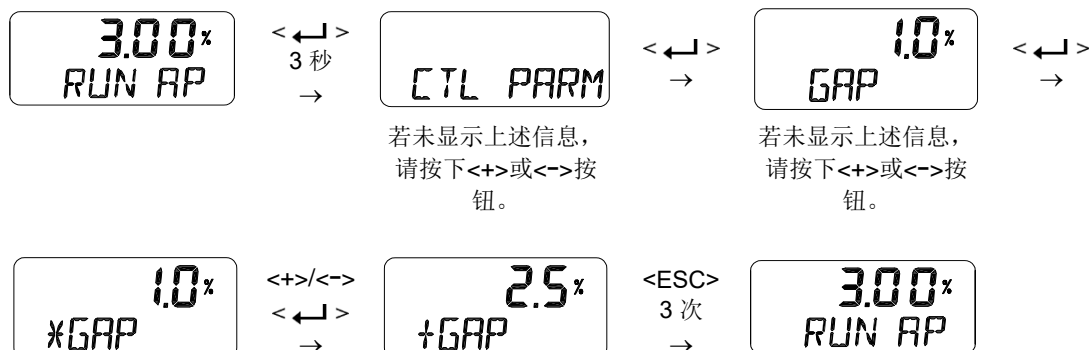 3.00%
RUN AP
< ↵ >
3 秒
→
CTL PARM
若未显示上述信息，
请按下<+>或<->按
钮。
< ↵ >
→
1.0%
GAP
若未显示上述信息，
请按下<+>或<->按
钮。
< ↵ >
→
1.0%
*GAP
<+>/<->
< ↵ >
→
2.5%
+GAP
<ESC>
3 次
→
3.00%
RUN AP